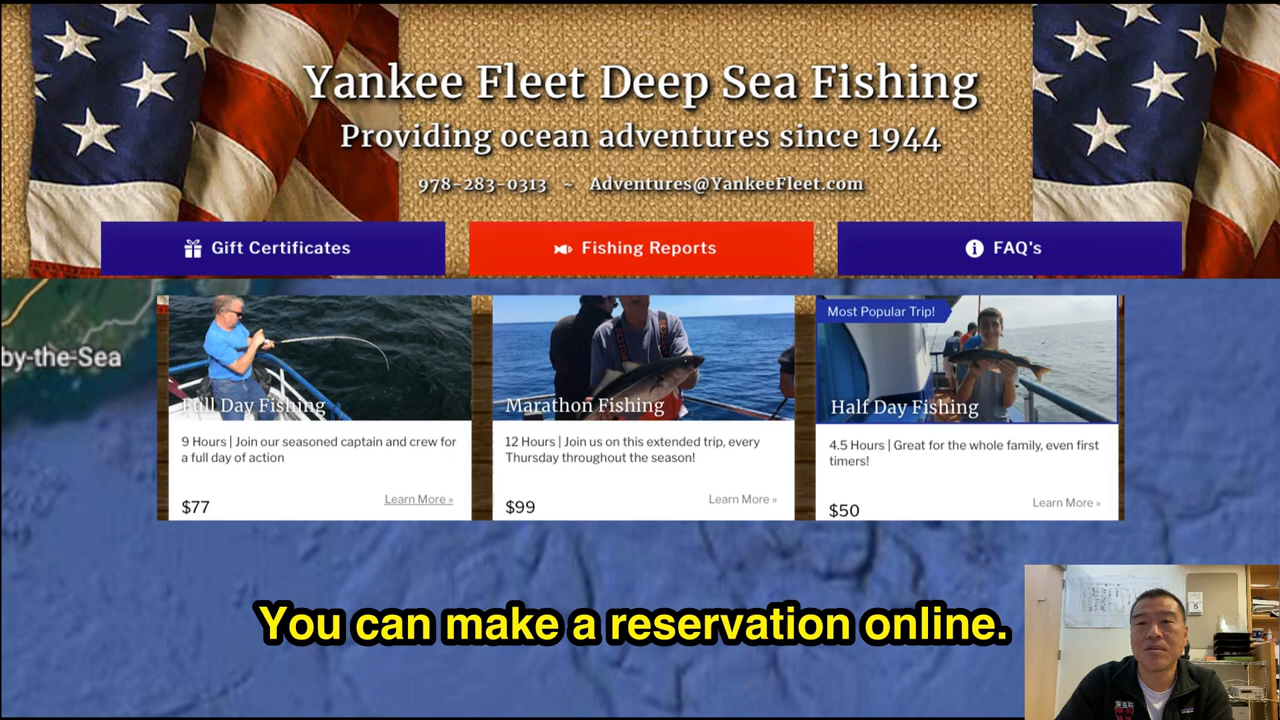 Yankee Fleet Deep Sea Fishing
Providing ocean adventures since 1944
978-283-0313 ~ Adventures@YankeeFleet.com
Gift Certificates
Fishing Reports
FAQ's
by-the-Sea
Full Day Fishing
9 Hours | Join our seasoned captain and crew for
a full day of action
$77
Learn More »
Marathon Fishing
12 Hours | Join us on this extended trip, every
Thursday throughout the season!
$99
Learn More »
Most Popular Trip!
Half Day Fishing
4.5 Hours | Great for the whole family, even first
timers!
$50
Learn More »
You can make a reservation online.
5